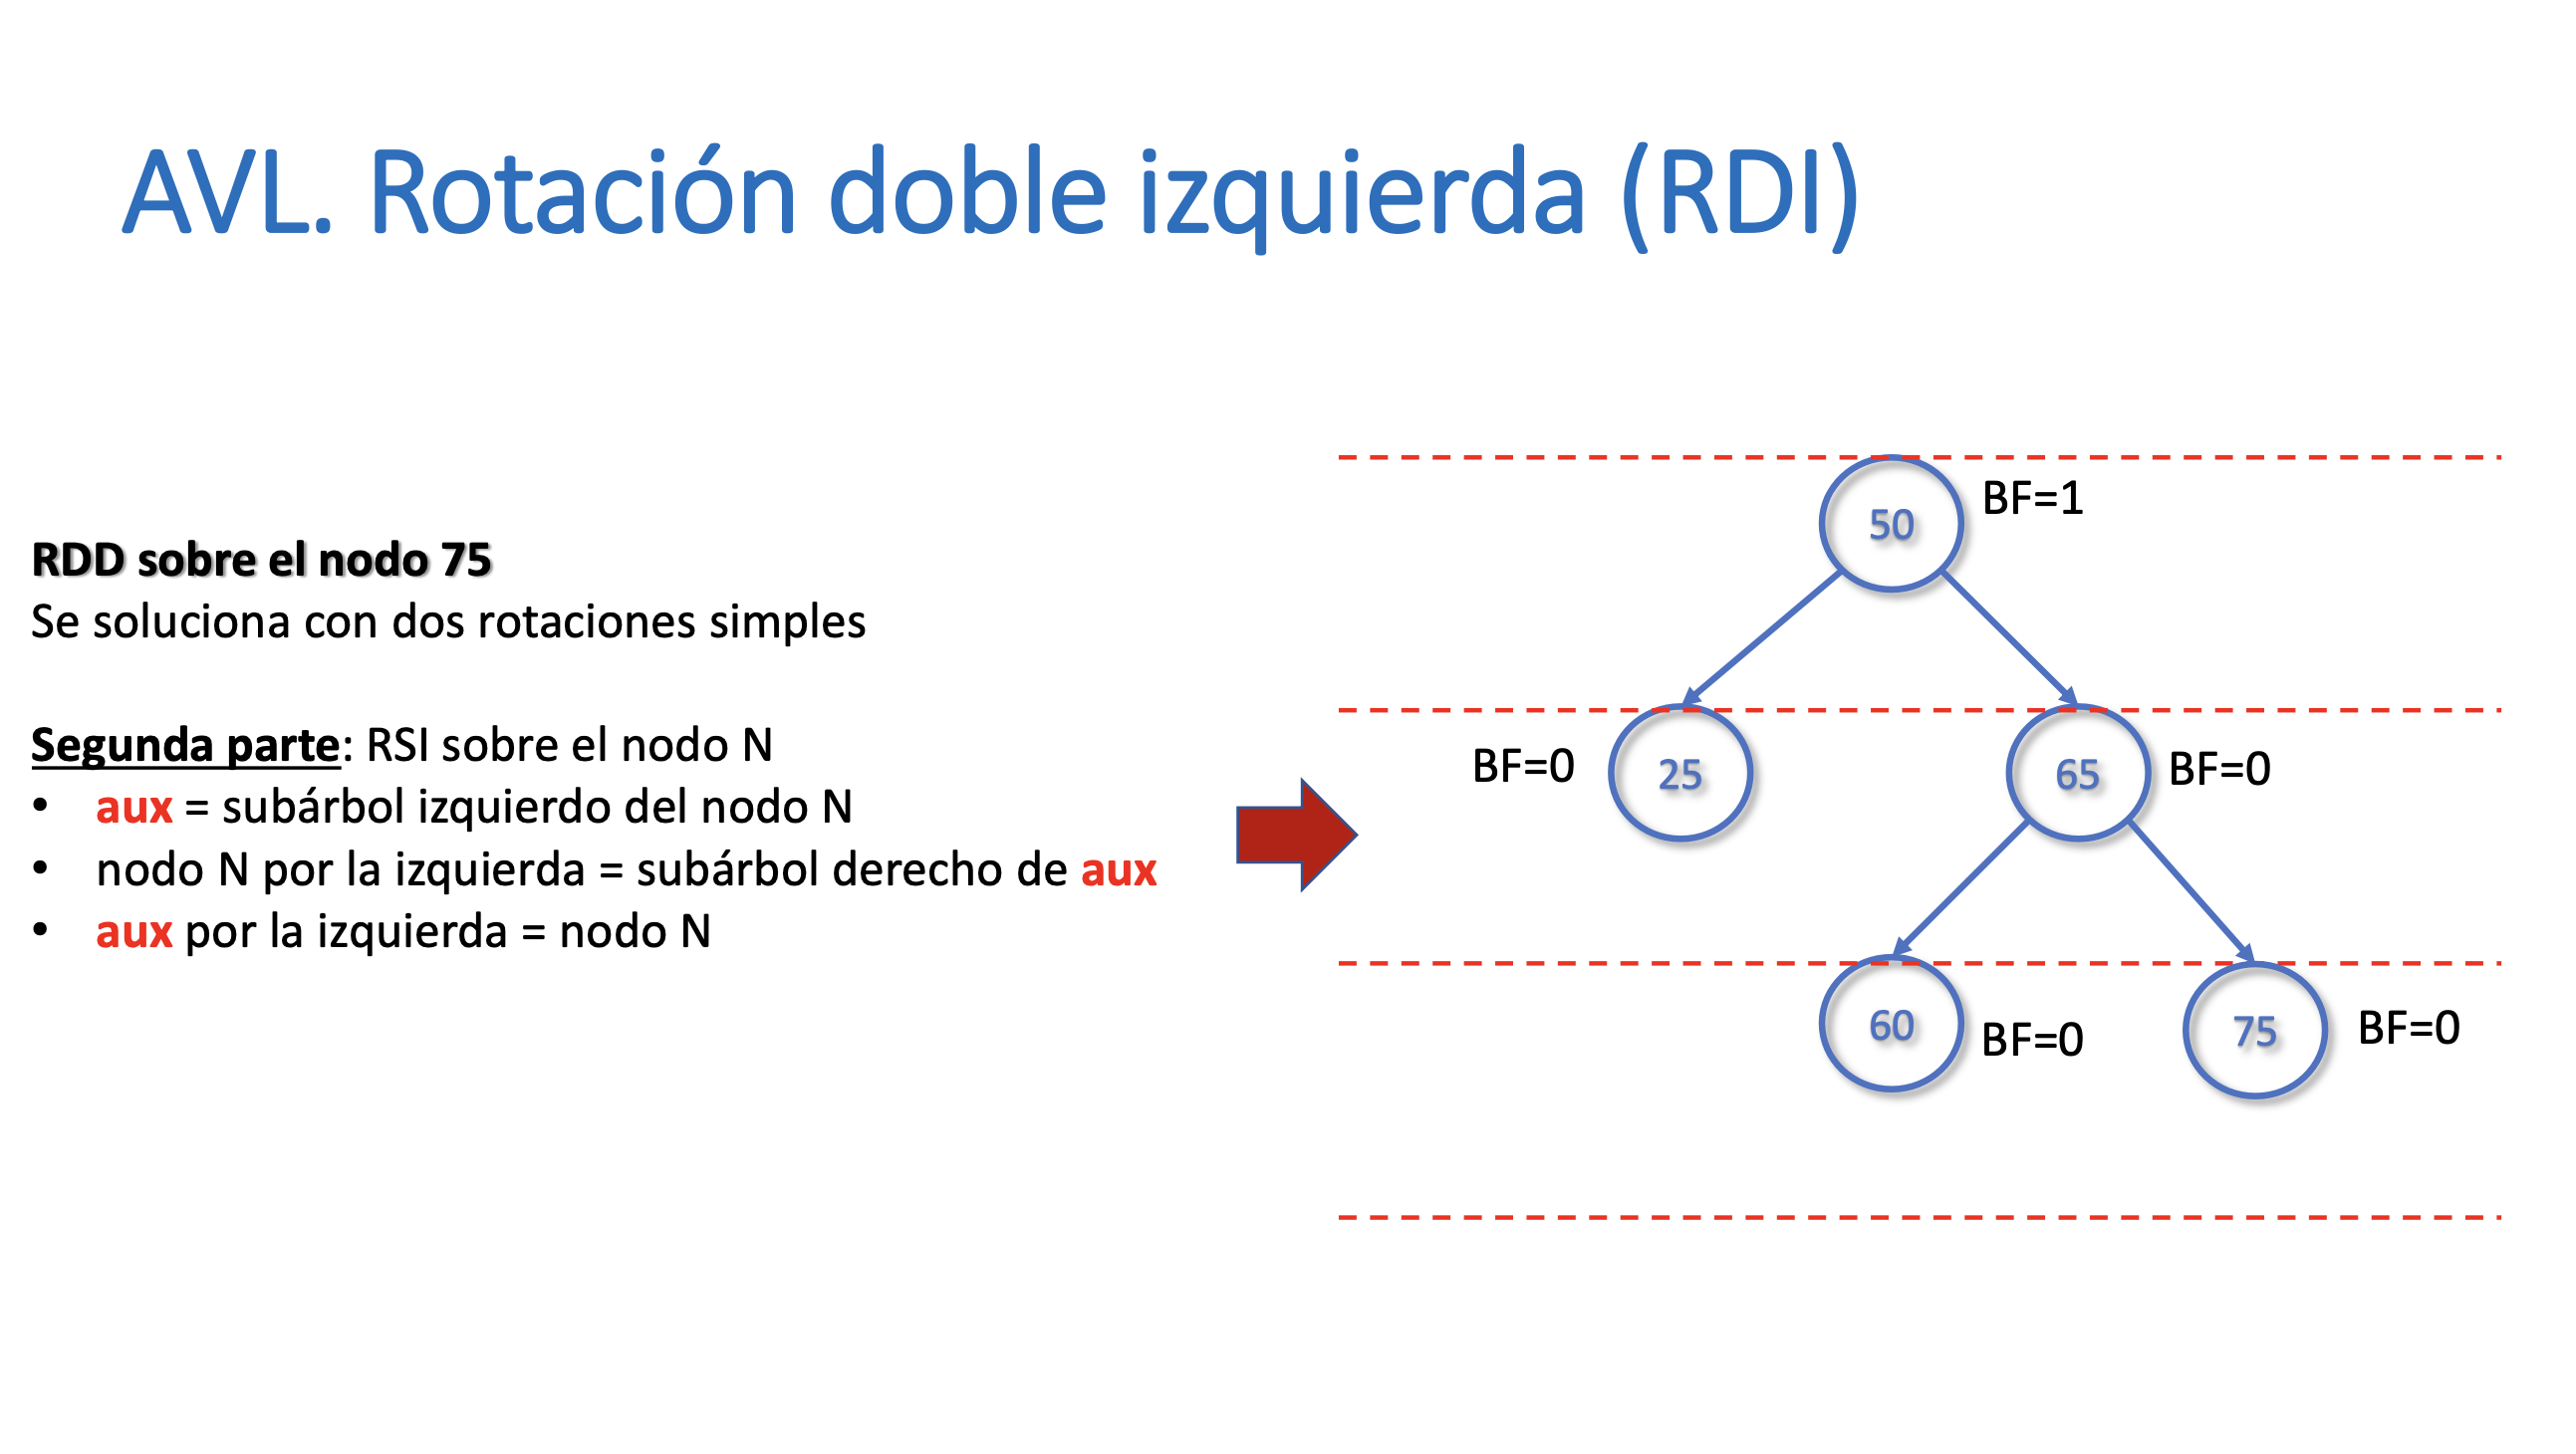 AVL. Rotación doble izquierda (RDI)
RDD sobre el nodo 75
Se soluciona con dos rotaciones simples
Segunda parte: RSI sobre el nodo N
• aux = subárbol izquierdo del nodo N
• nodo N por la izquierda = subárbol derecho de aux
• aux por la izquierda = nodo N
50 BF=1
BF=0 25 65 BF=0
60 BF=0 75 BF=0